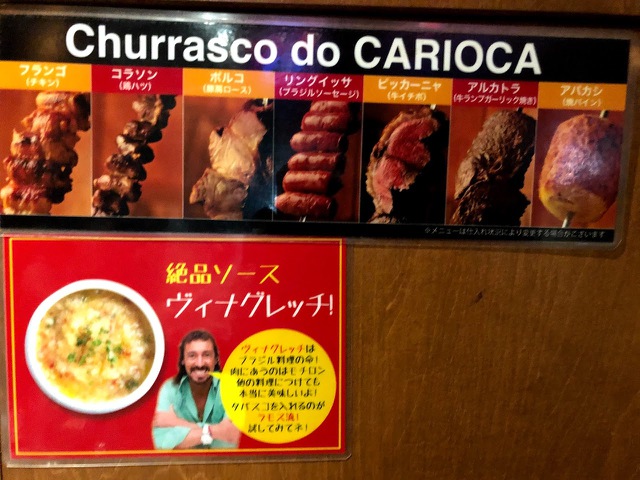 Churrasco do CARIOCA
フランゴ
(チキン)
コラソン
(鶏ハツ)
ポルコ
(豚肩ロース)
リングイッサ
(ブラジルソーセージ)
ピッカーニャ
(牛イチボ)
アルカトラ
(牛ランプガーリック焼き)
アバカシ
(焼パイン)
※メニューは仕入れ状況により変更する場合がございます
絶品ソース
ヴィナグレッチ!
ヴィナグレッチは
ブラジル料理の命!
肉にあうのはモチロン
他の料理につけても
本当に美味しいよ!
タバスコを入れるのが
ラモス流!
試してみてネ!